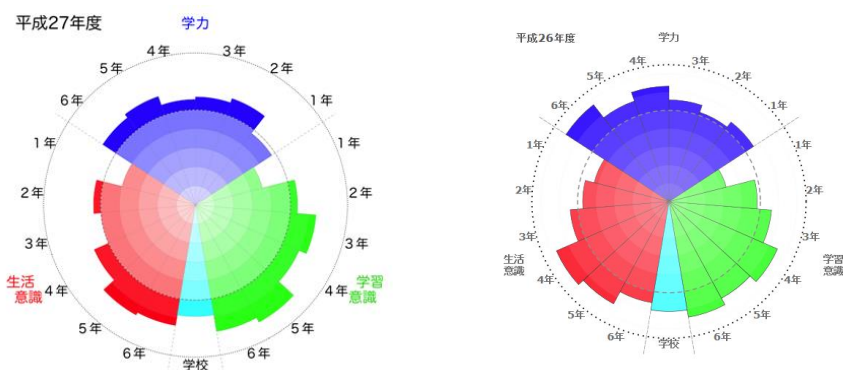 平成27年度
学力
4年
3年
5年
2年
6年
1年
1年
1年
2年
2年
3年
3年
生活
意識
学習
意識
4年
4年
5年
5年
6年
6年
学校
平成26年度
学力
4年
3年
5年
2年
6年
1年
1年
1年
2年
2年
3年
3年
生活
意識
学習
意識
4年
4年
5年
5年
6年
6年
学校